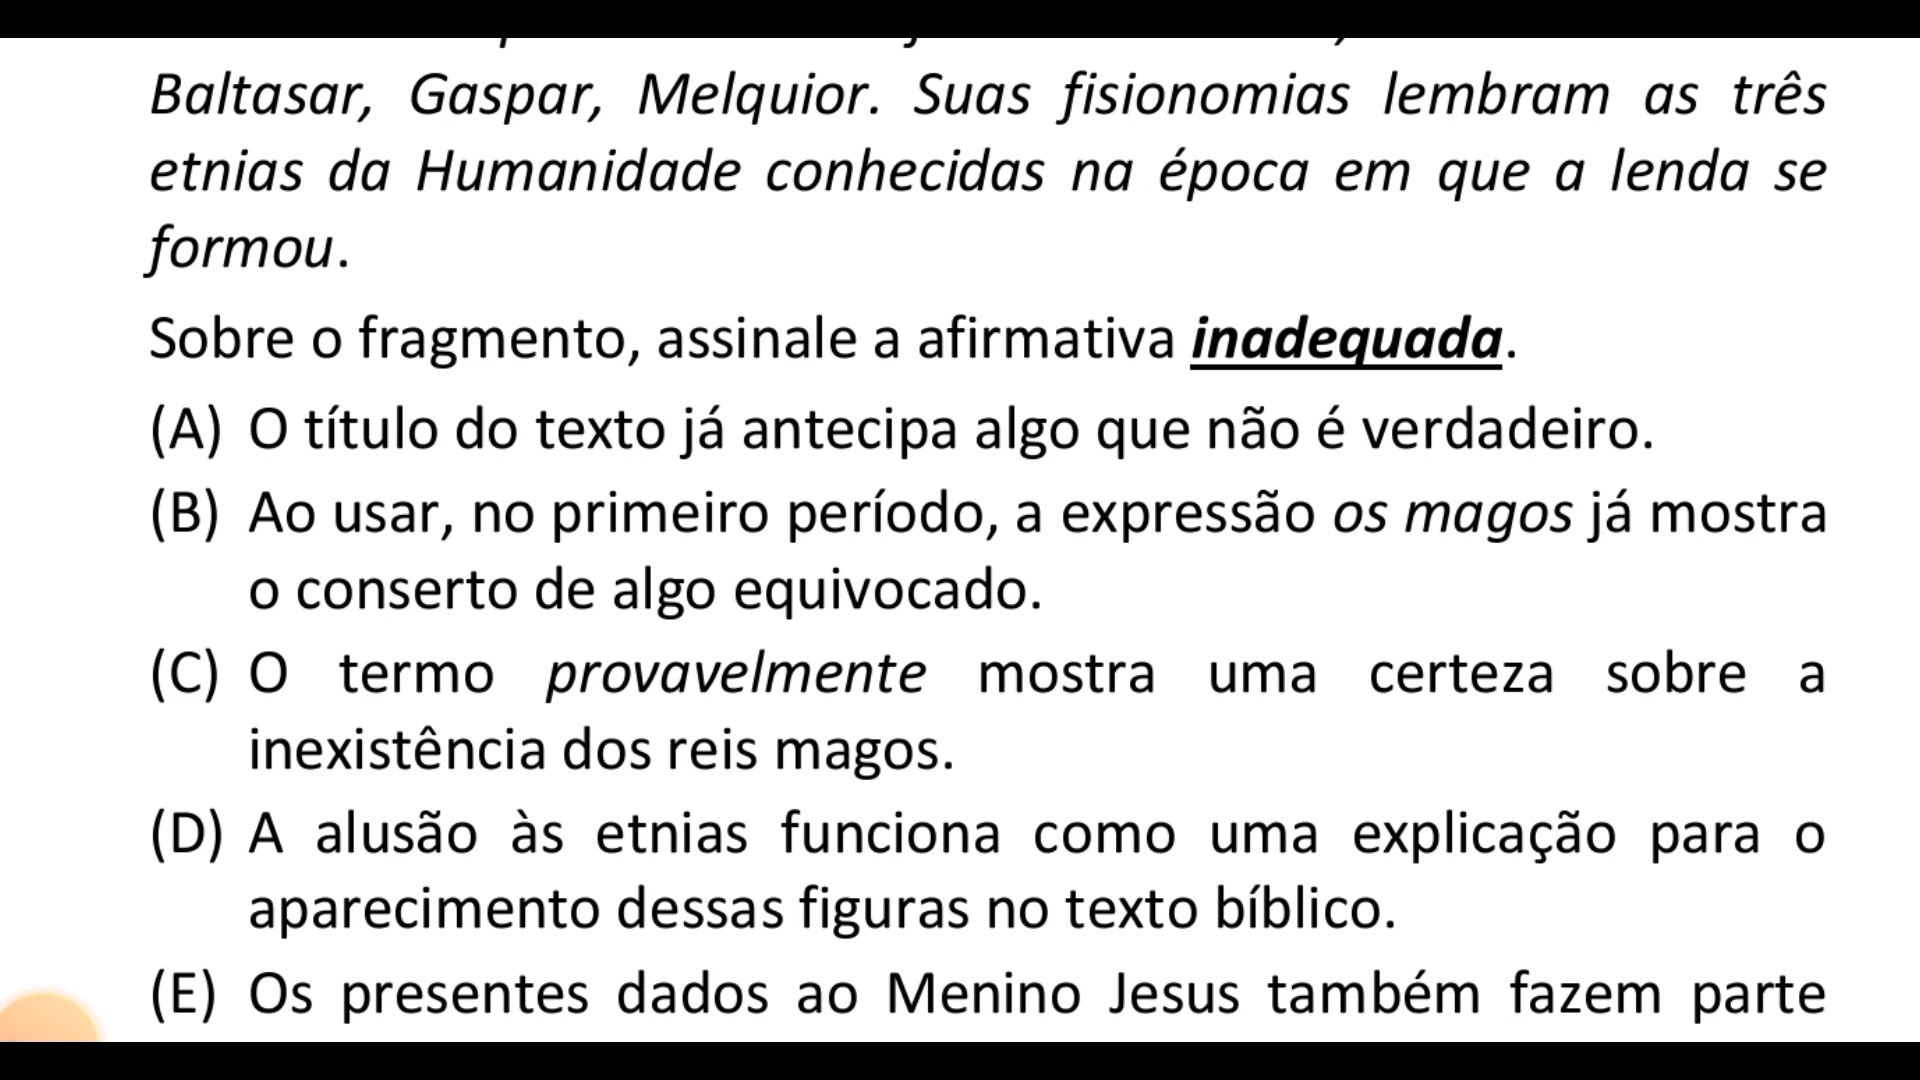 Baltasar, Gaspar, Melquior. Suas fisionomias lembram as três
etnias da Humanidade conhecidas na época em que a lenda se
formou.
Sobre o fragmento, assinale a afirmativa inadequada.
(A) O título do texto já antecipa algo que não é verdadeiro.
(B) Ao usar, no primeiro período, a expressão os magos já mostra
o conserto de algo equivocado.
(C) O termo provavelmente mostra uma certeza sobre a
inexistência dos reis magos.
(D) A alusão às etnias funciona como uma explicação para o
aparecimento dessas figuras no texto bíblico.
(E) Os presentes dados ao Menino Jesus também fazem parte